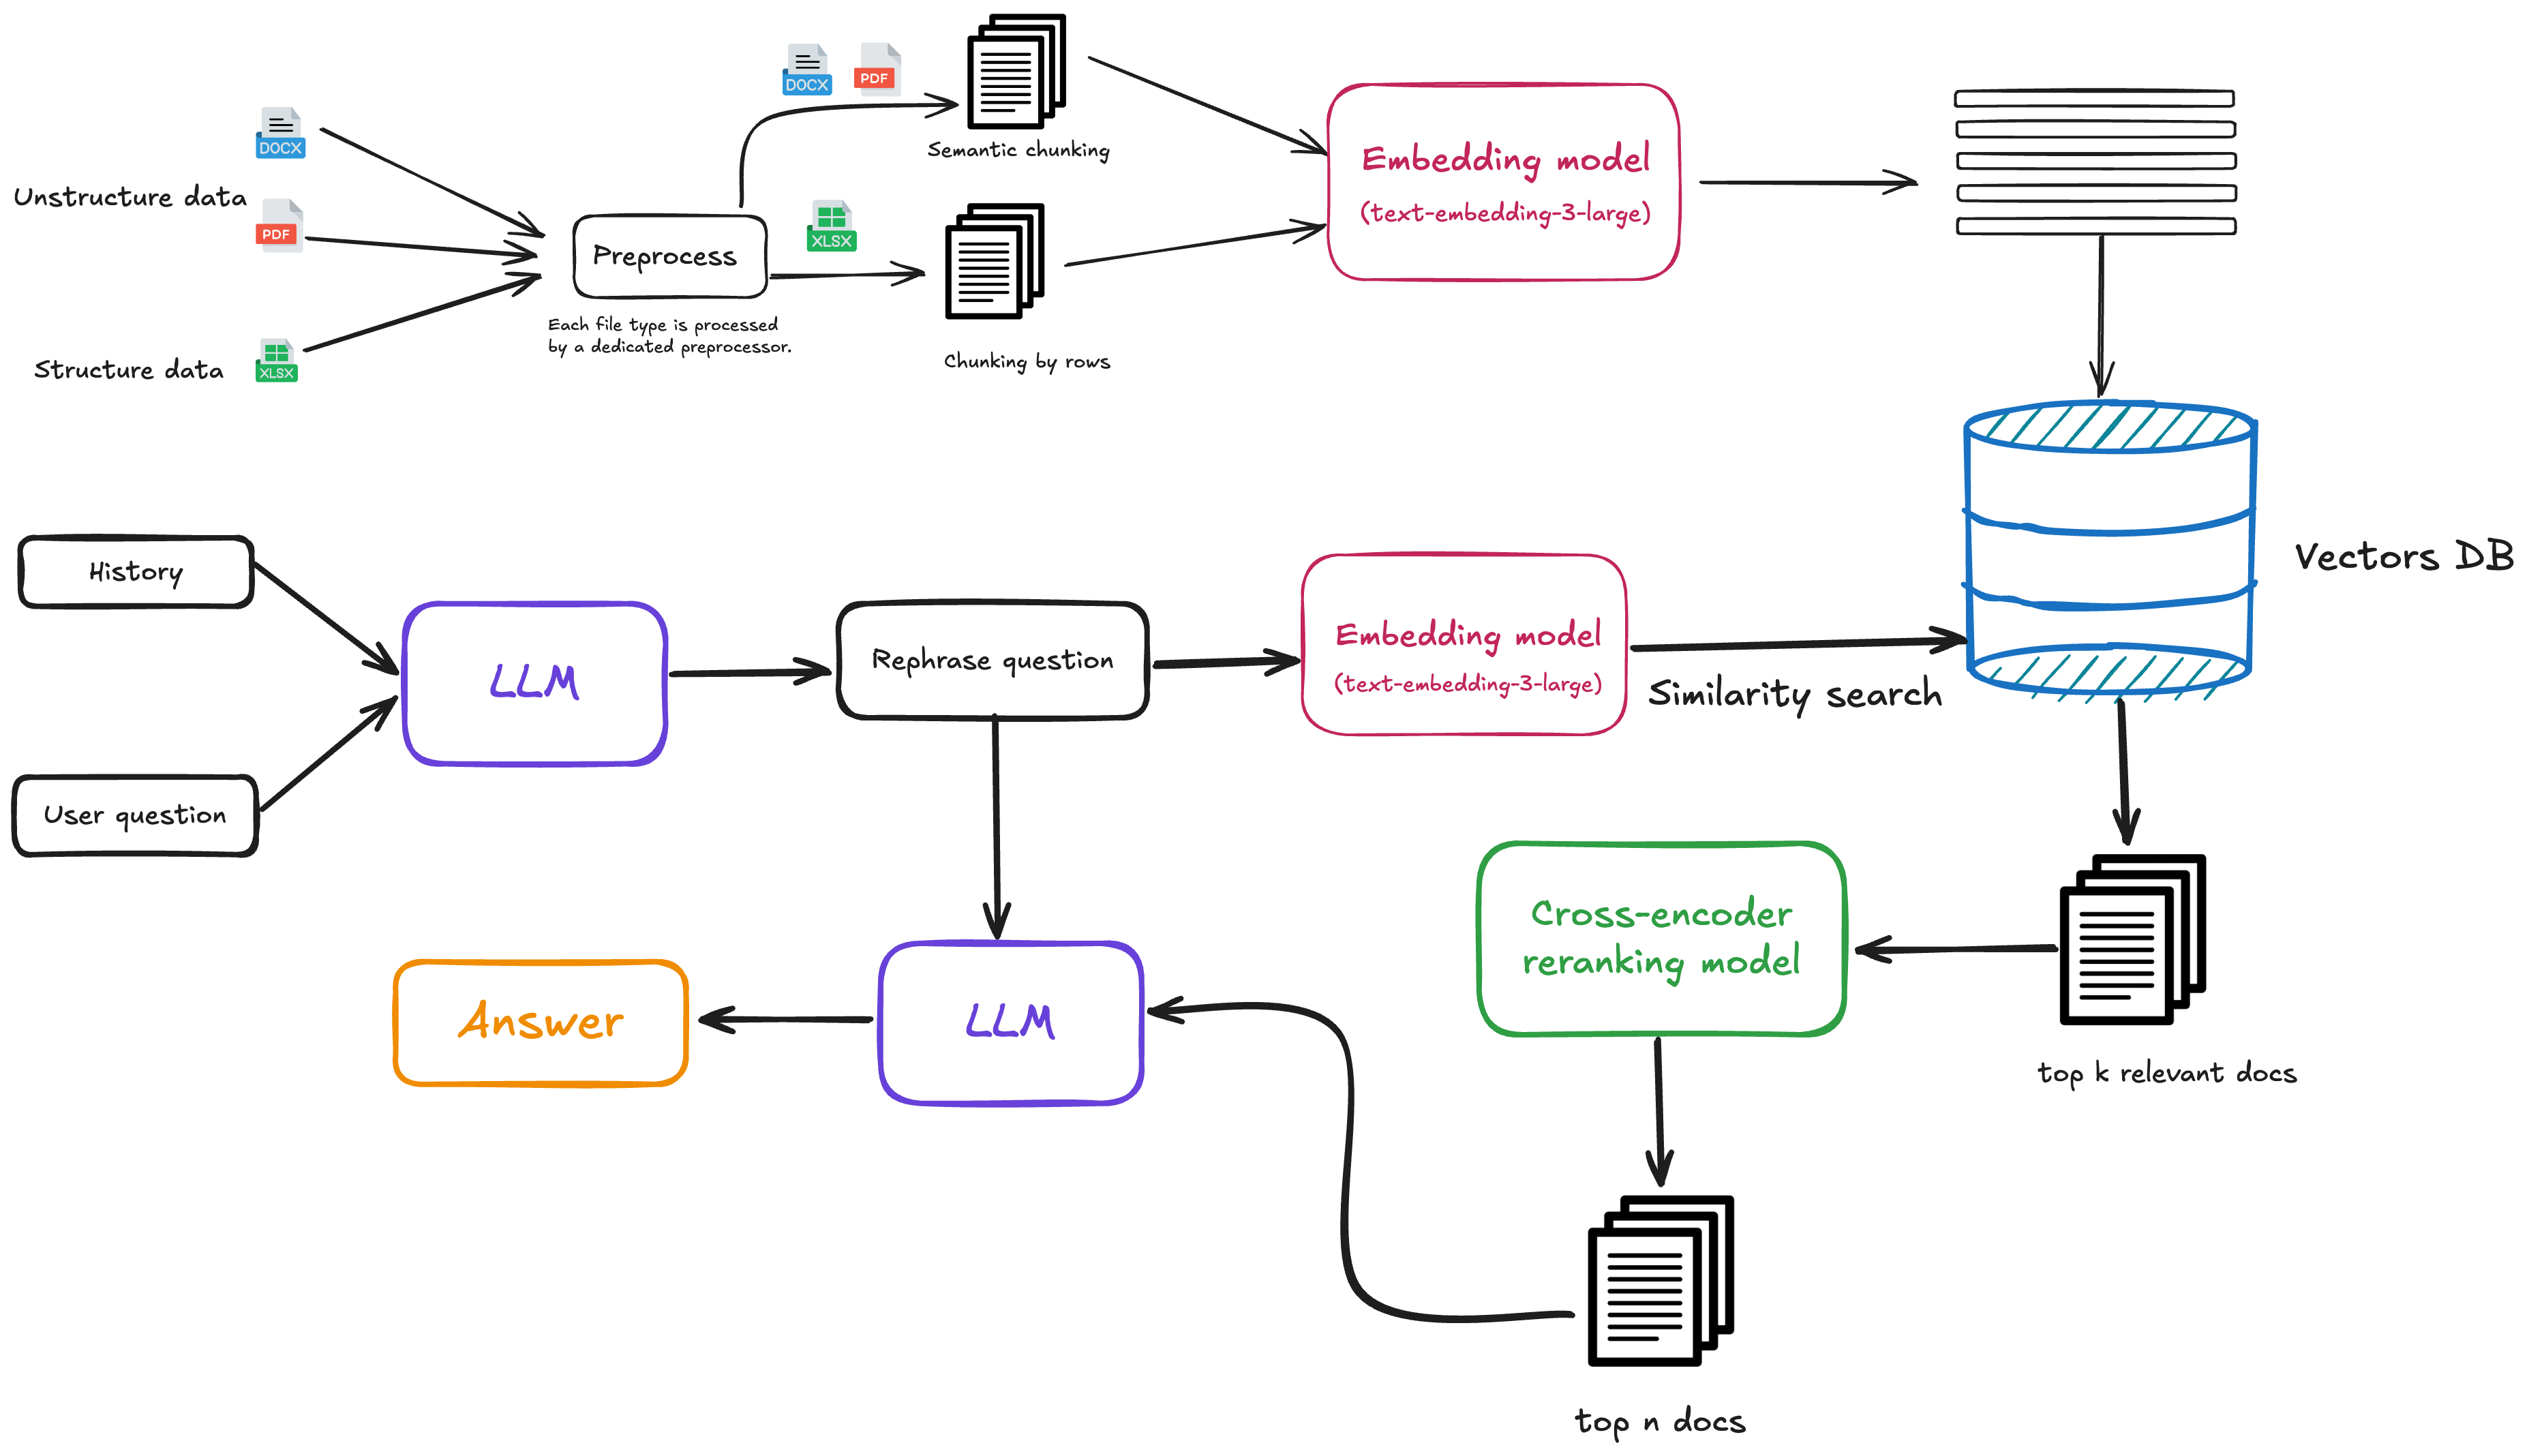 DOCX
PDF
Semantic chunking
Unstructure data
DOCX
PDF
Structure data
XLSX
Preprocess
Each file type is processed
by a dedicated preprocessor.
XLSX
Chunking by rows
Embedding model
(text-embedding-3-large)
Vectors DB
History
User question
LLM
Rephrase question
Embedding model
(text-embedding-3-large)
Similarity search
top k relevant docs
Cross-encoder
reranking model
top n docs
LLM
Answer